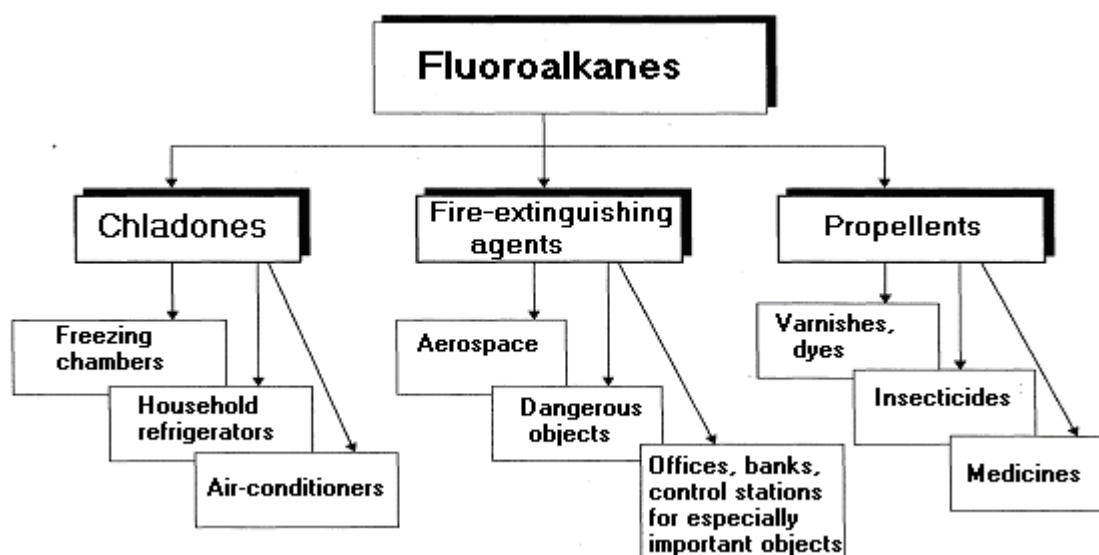 Fluoroalkanes
Chladones
Fire-extinguishing
agents
Propellents
Freezing
chambers
Household
refrigerators
Air-conditioners
Aerospace
Dangerous
objects
Offices, banks,
control stations
for especially
important objects
Varnishes,
dyes
Insecticides
Medicines